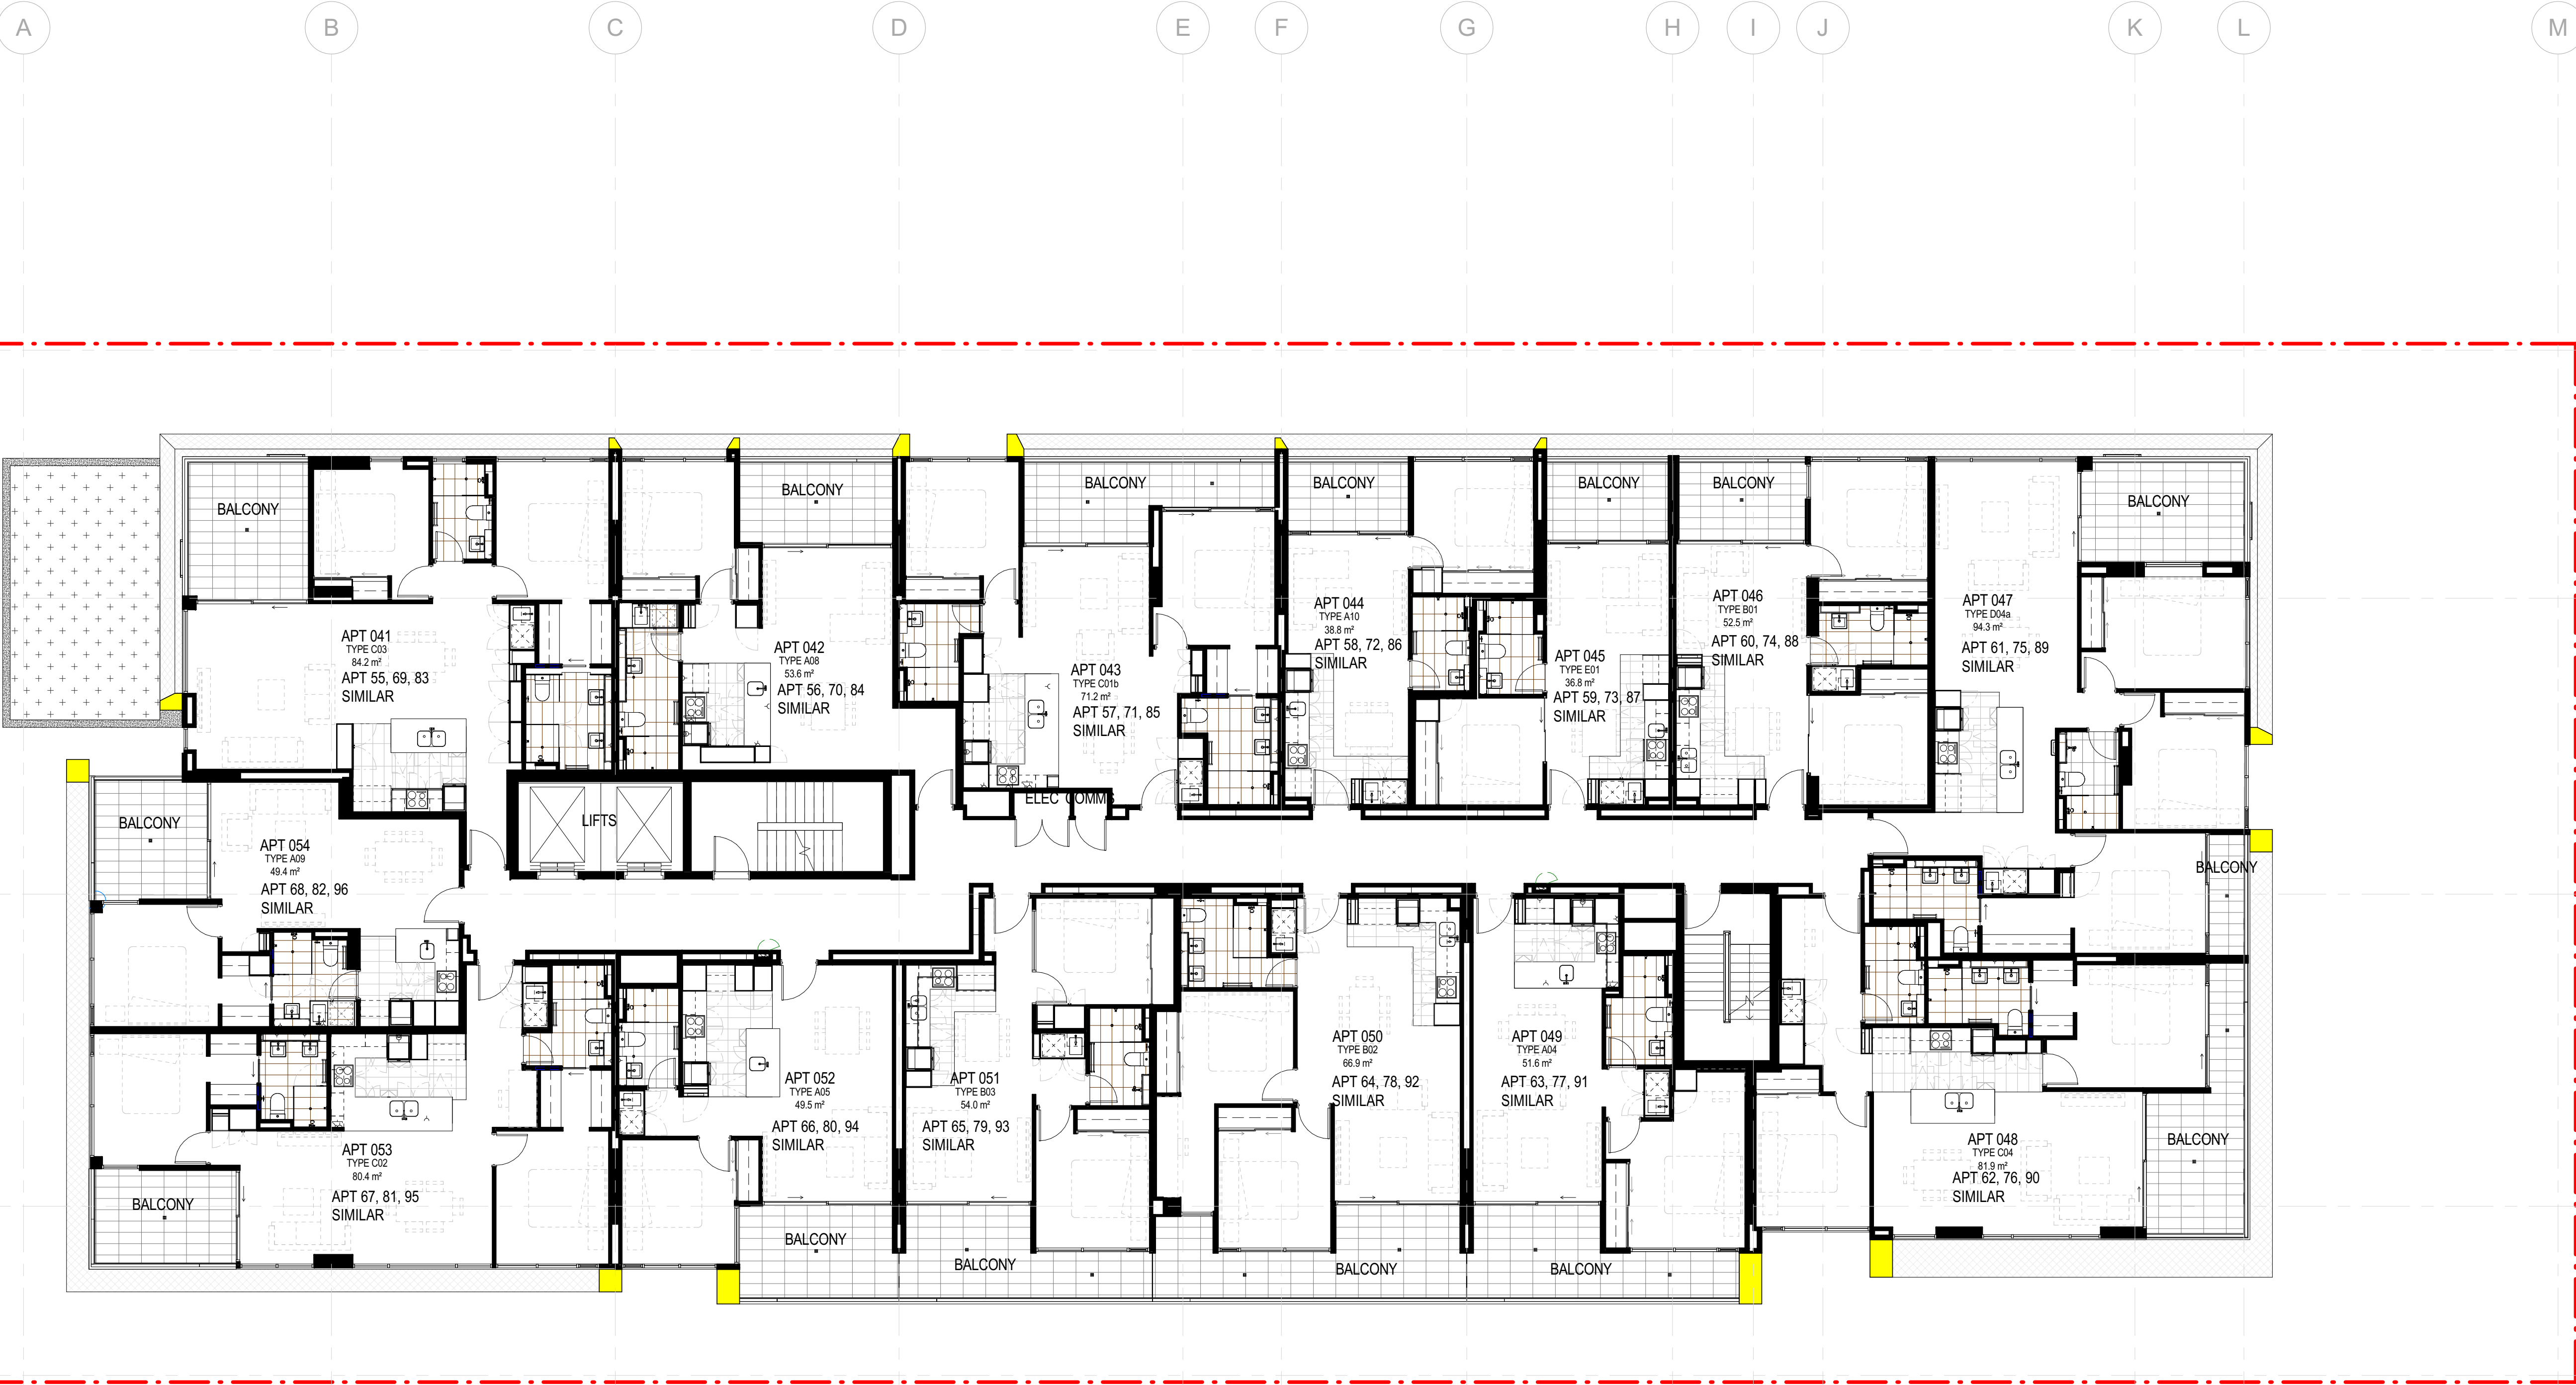 A
B
C
D
E
F
G
H
I
J
K
L
M
BALCONY
BALCONY
BALCONY
BALCONY
BALCONY
BALCONY
BALCONY
APT 041
TYPE C03
84.2 m²
APT 55, 69, 83
SIMILAR
APT 042
TYPE A08
53.6 m²
APT 56, 70, 84
SIMILAR
APT 043
TYPE C01b
71.2 m²
APT 57, 71, 85
SIMILAR
APT 044
TYPE A10
38.8 m²
APT 58, 72, 86
SIMILAR
APT 045
TYPE E01
36.8 m²
APT 59, 73, 87
SIMILAR
APT 046
TYPE B01
52.5 m²
APT 60, 74, 88
SIMILAR
APT 047
TYPE D04a
94.3 m²
APT 61, 75, 89
SIMILAR
ELEC COMMS
LIFTS
BALCONY
APT 054
TYPE A09
49.4 m²
APT 68, 82, 96
SIMILAR
BALCONY
APT 053
TYPE C02
80.4 m²
APT 67, 81, 95
SIMILAR
BALCONY
APT 052
TYPE A05
49.5 m²
APT 66, 80, 94
SIMILAR
BALCONY
APT 051
TYPE B03
54.0 m²
APT 65, 79, 93
SIMILAR
BALCONY
APT 050
TYPE B02
66.9 m²
APT 64, 78, 92
SIMILAR
BALCONY
APT 049
TYPE A04
51.6 m²
APT 63, 77, 91
SIMILAR
BALCONY
APT 048
TYPE C04
81.9 m²
APT 62, 76, 90
SIMILAR
BALCONY